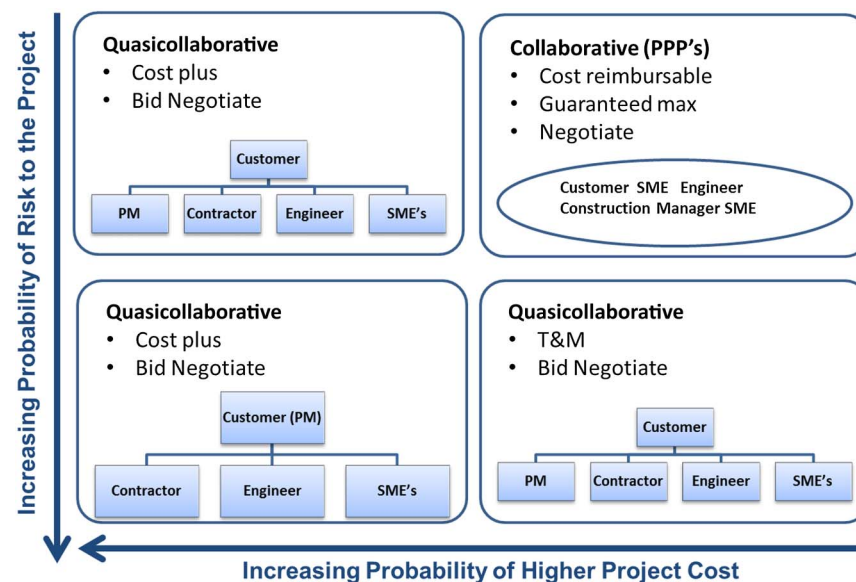 Increasing Probability of Risk to the Project
Quasicollaborative
• Cost plus
• Bid Negotiate
Customer
PM Contractor Engineer SME's
Collaborative (PPP's)
• Cost reimbursable
• Guaranteed max
• Negotiate
Customer SME Engineer
Construction Manager SME
Quasicollaborative
• Cost plus
• Bid Negotiate
Customer (PM)
Contractor Engineer SME's
Quasicollaborative
• T&M
• Bid Negotiate
Customer
PM Contractor Engineer SME's
Increasing Probability of Higher Project Cost